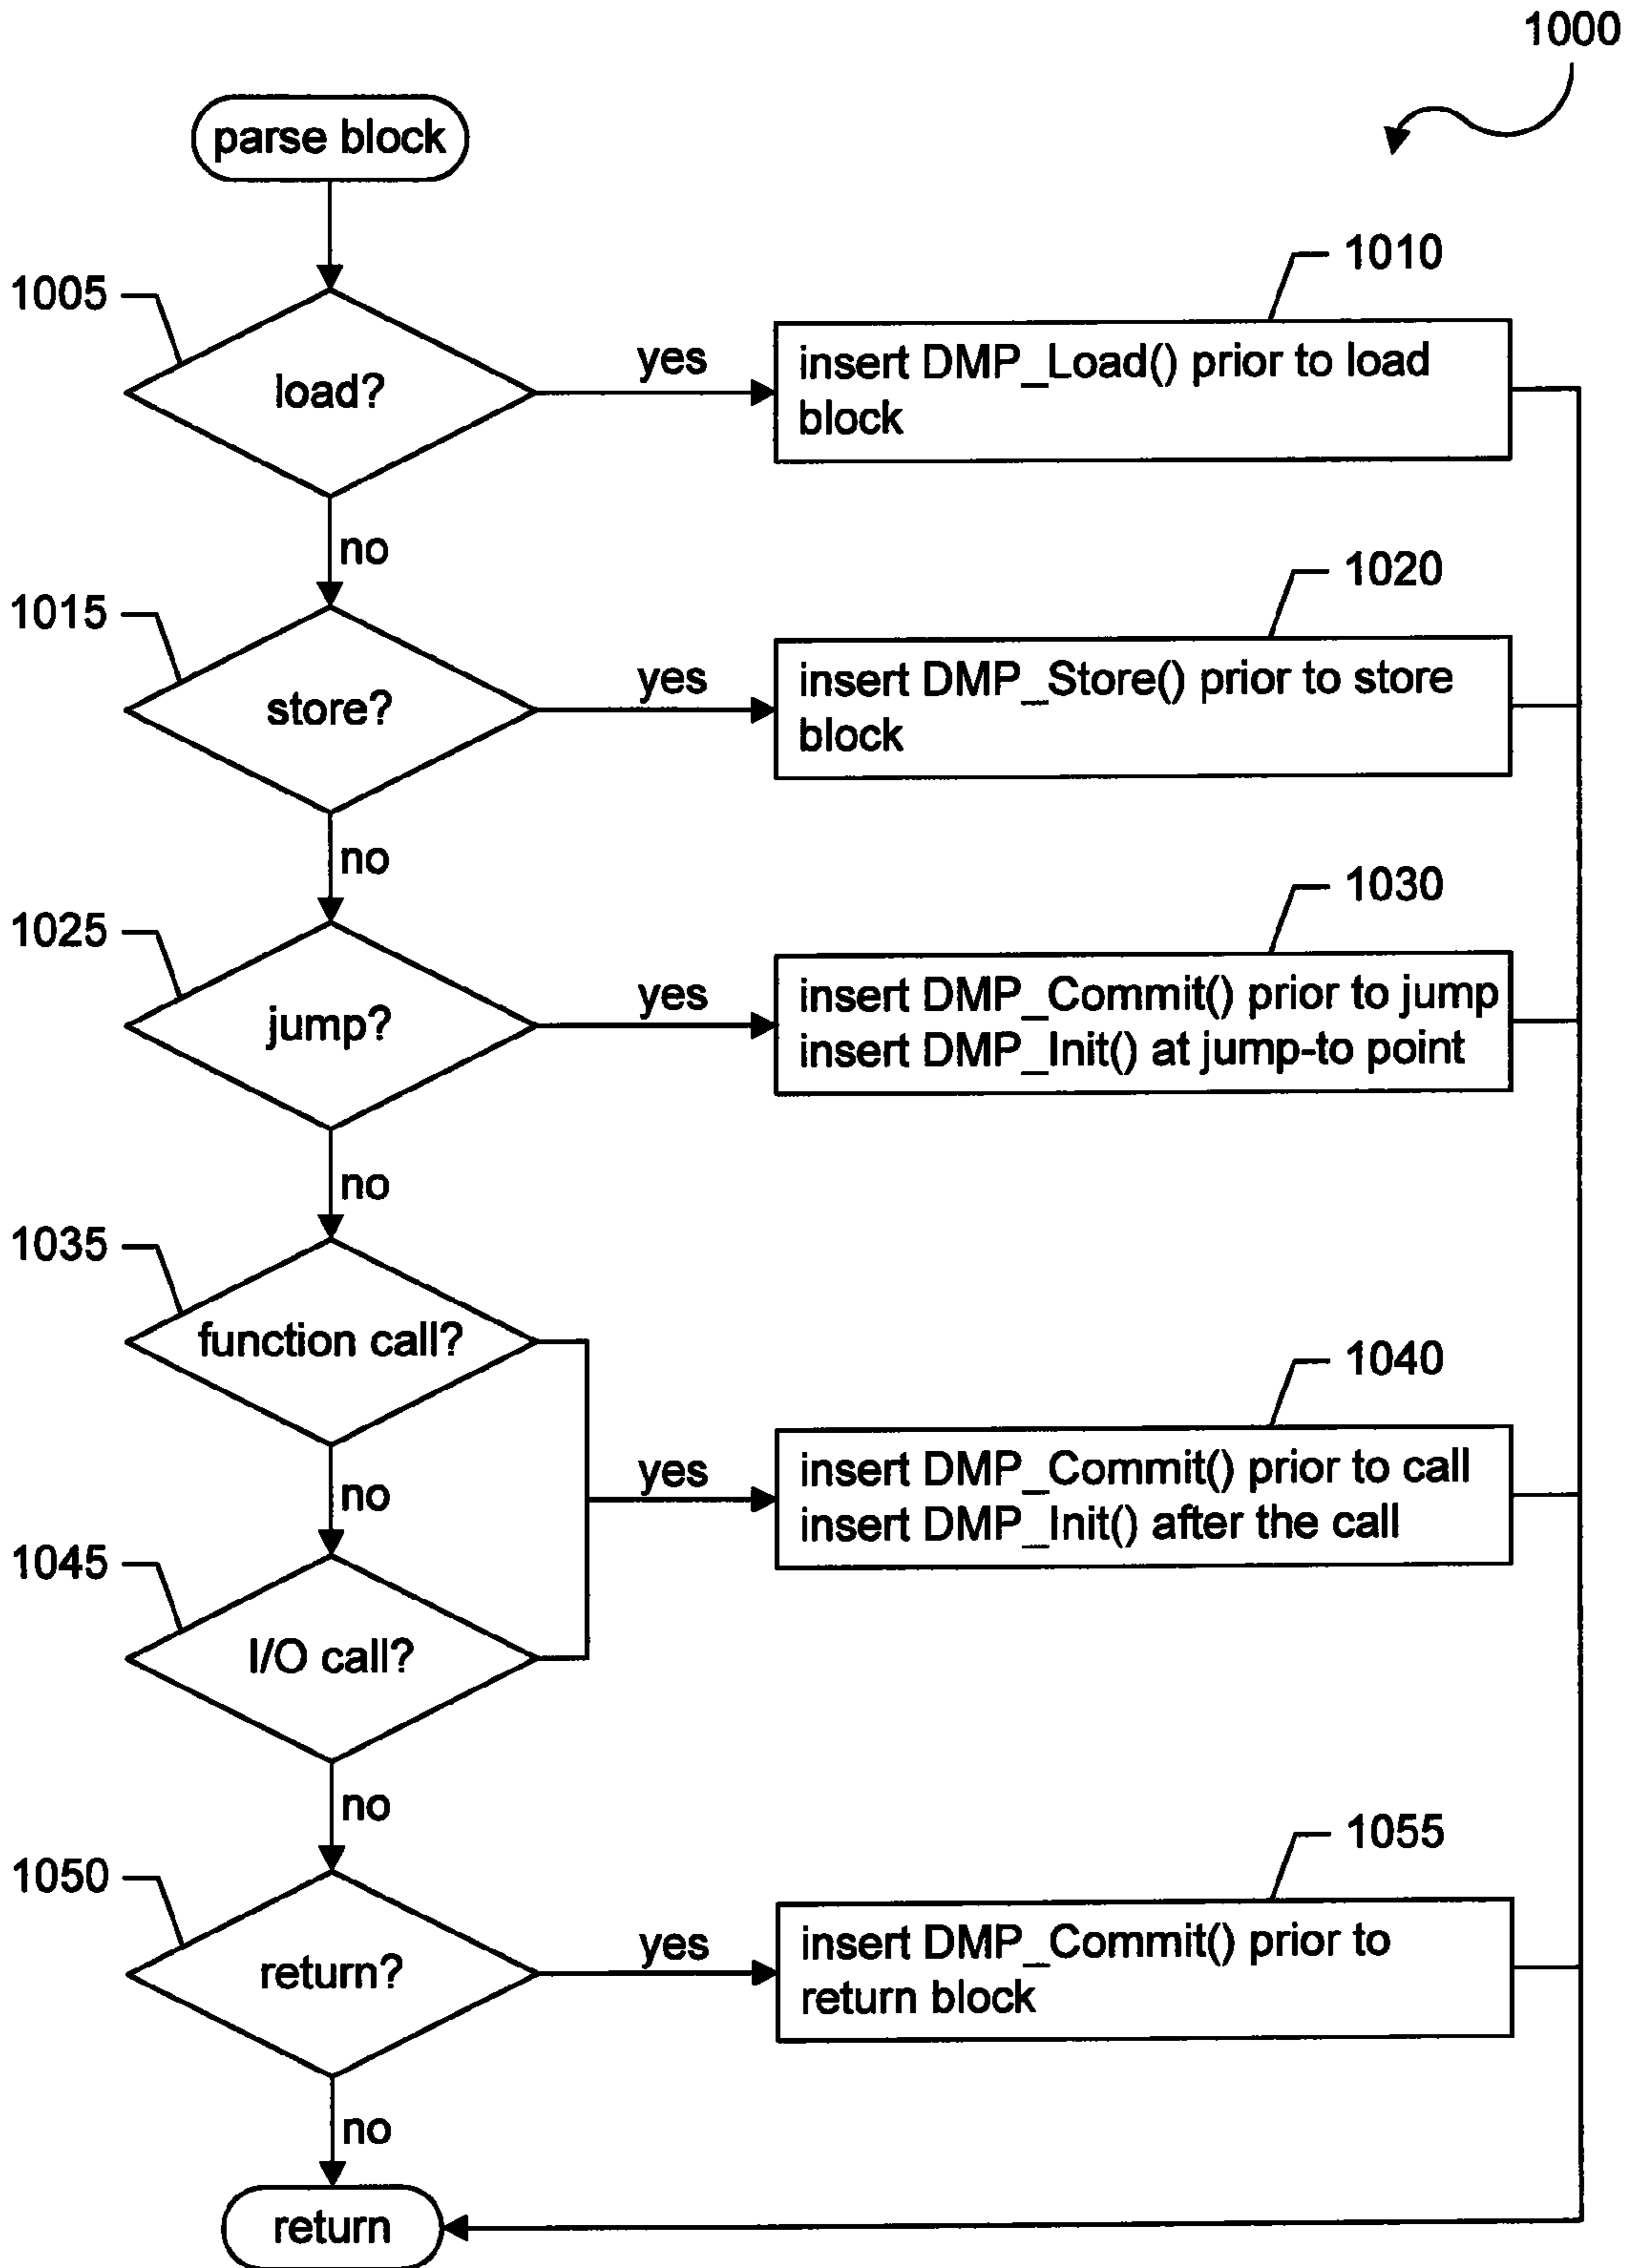 1000
parse block
1005
load?
yes
1010
insert DMP_Load() prior to load
block
no
1015
store?
yes
1020
insert DMP_Store() prior to store
block
no
1025
jump?
yes
1030
insert DMP_Commit() prior to jump
insert DMP_Init() at jump-to point
no
1035
function call?
yes
1040
insert DMP_Commit() prior to call
insert DMP_Init() after the call
no
1045
I/O call?
no
1050
return?
yes
1055
insert DMP_Commit() prior to
return block
no
return